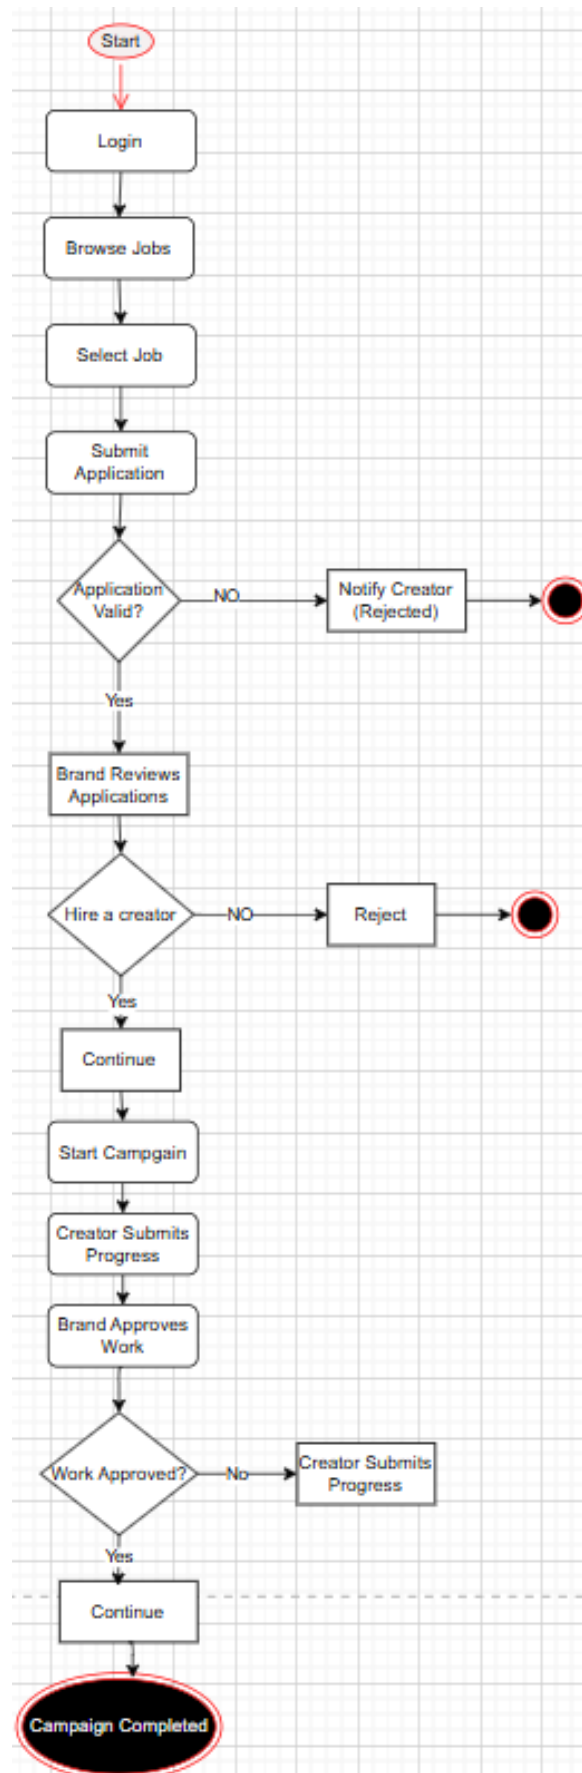 Start
Login
Browse Jobs
Select Job
Submit
Application
Application
Valid?
NO
Notify Creator
(Rejected)
Yes
Brand Reviews
Applications
Hire a creator
NO
Reject
Yes
Continue
Start Campgain
Creator Submits
Progress
Brand Approves
Work
Work Approved?
No
Creator Submits
Progress
Yes
Continue
Campaign Completed